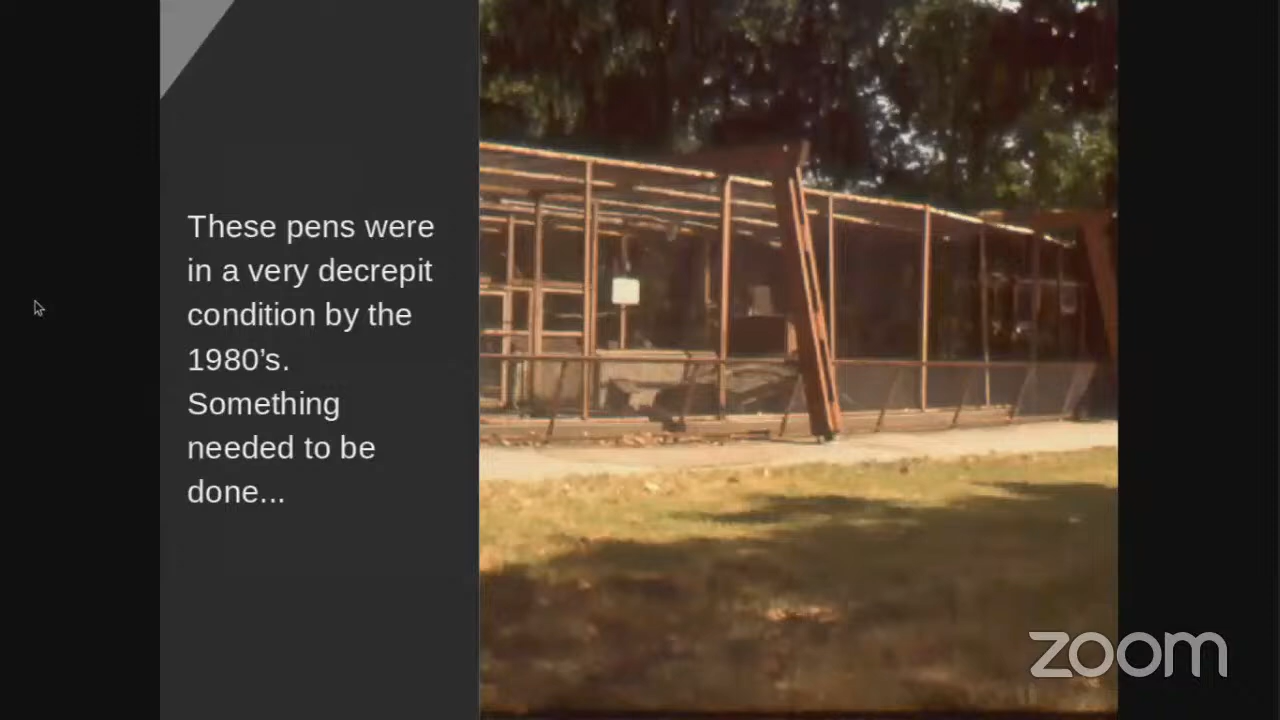 These pens were
in a very decrepit
condition by the
1980’s.
Something
needed to be
done...
zoom